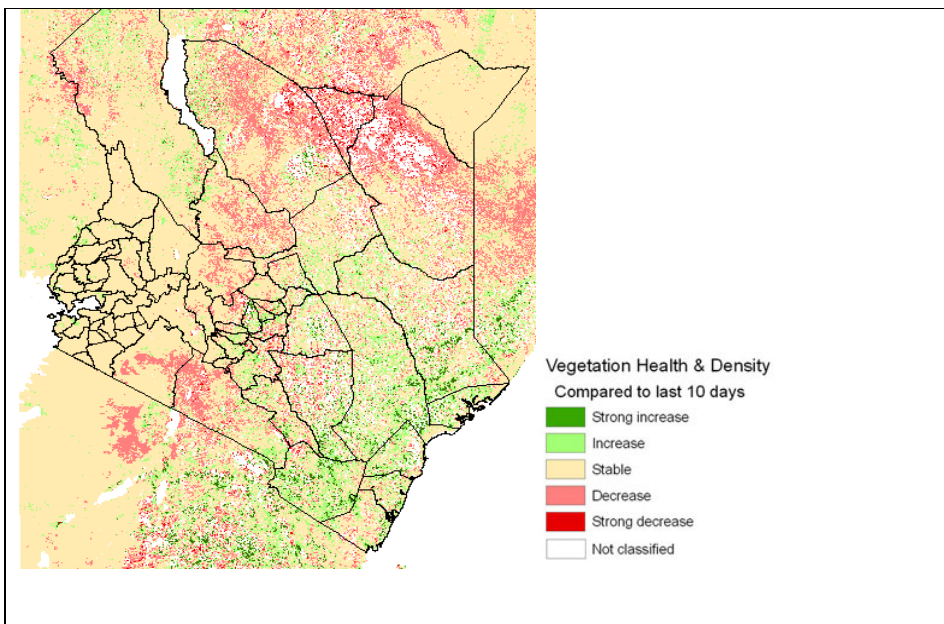 Vegetation Health & Density
Compared to last 10 days
Strong increase
Increase
Stable
Decrease
Strong decrease
Not classified